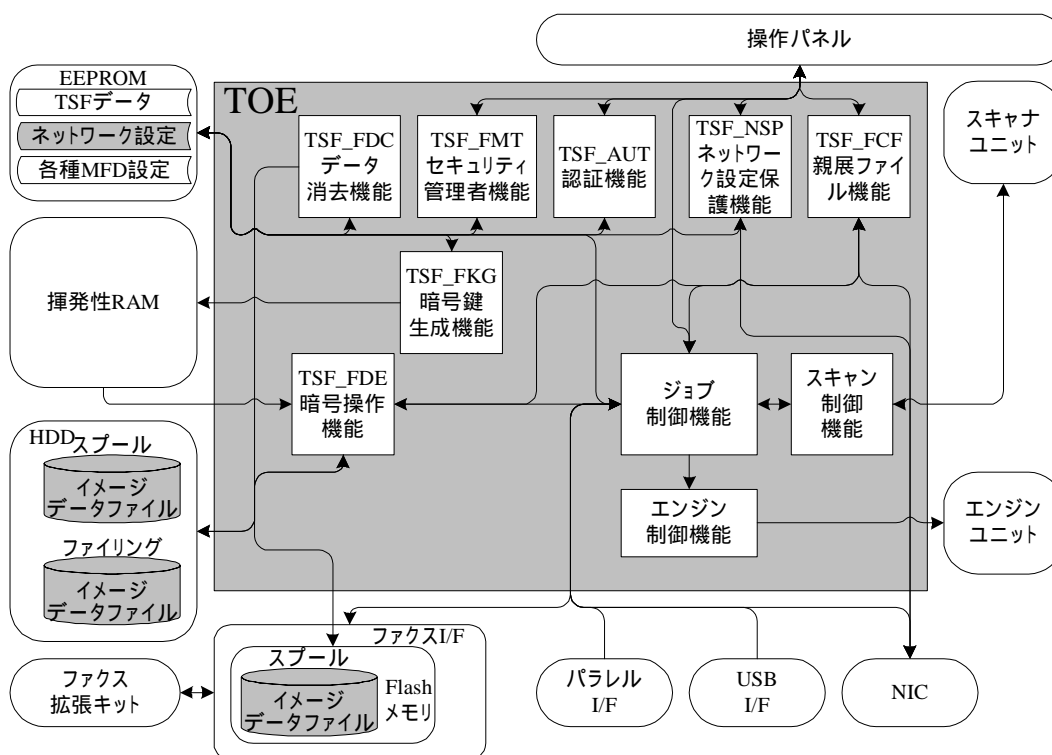 操作パネル
EEPROM
TSFデータ
ネットワーク設定
各種MFD設定
TOE
TSF_FDC
データ
消去機能
TSF_FMT
セキュリティ
管理者機能
TSF_AUT
認証機能
TSF_NSP
ネットワー
ク設定保
護機能
TSF_FCF
親展ファイ
ル機能
スキャナ
ユニット
揮発性RAM
TSF_FKG
暗号鍵
生成機能
TSF_FDE
暗号操作
機能
ジョブ
制御機能
スキャン
制御
機能
HDD
スプール
イメージ
データファイル
ファイリング
イメージ
データファイル
エンジン
制御機能
エンジン
ユニット
ファクスI/F
スプール
イメージ
データファイル
Flash
メモリ
ファクス
拡張キット
パラレル
I/F
USB
I/F
NIC